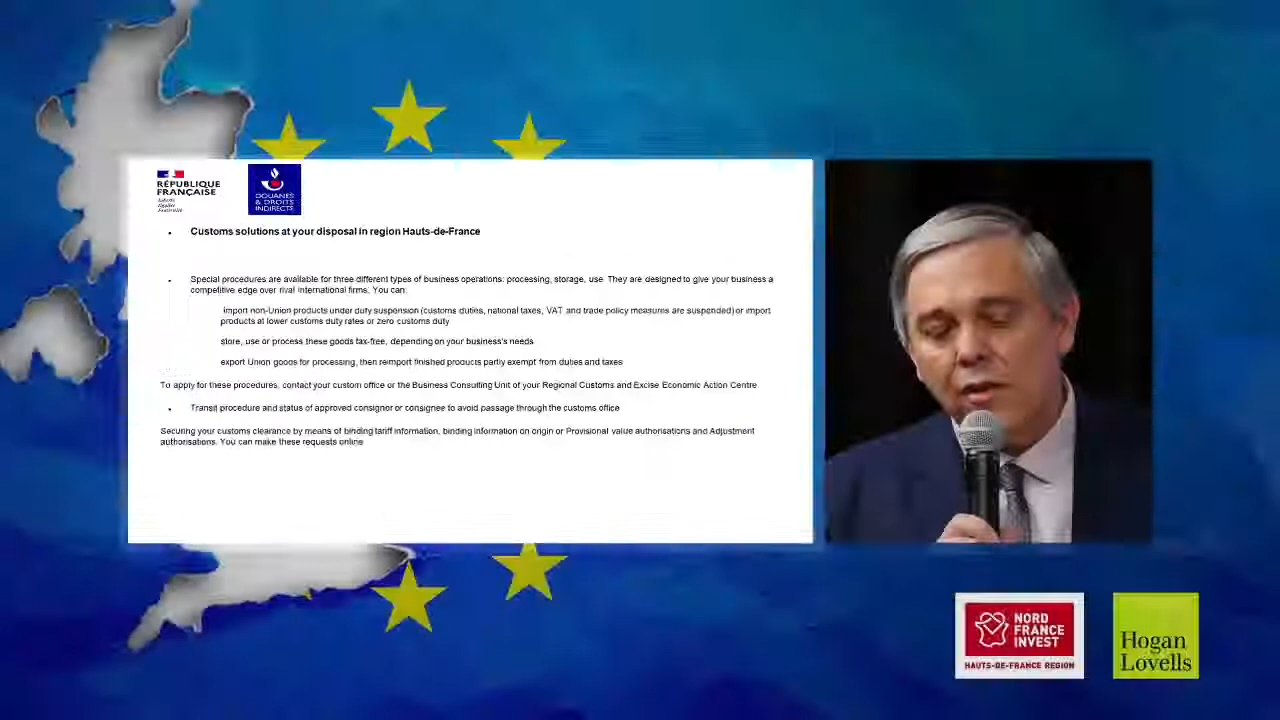 RÉPUBLIQUE
FRANÇAISE
Liberté
Égalité
Fraternité
DOUANES
& DROITS
INDIRECTS
• Customs solutions at your disposal in region Hauts-de-France
• Special procedures are available for three different types of business operations: processing, storage, use. They are designed to give your business a
competitive edge over rival international firms. You can:
import non-Union products under duty suspension (customs duties, national taxes, VAT and trade policy measures are suspended) or import
products at lower customs duty rates or zero customs duty
store, use or process these goods tax-free, depending on your business's needs
export Union goods for processing, then reimport finished products partly exempt from duties and taxes
To apply for these procedures, contact your custom office or the Business Consulting Unit of your Regional Customs and Excise Economic Action Centre
• Transit procedure and status of approved consignor or consignee to avoid passage through the customs office
Securing your customs clearance by means of binding tariff information, binding information on origin or Provisional value authorisations and Adjustment
authorisations. You can make these requests online
NORD
FRANCE
INVEST
HAUTS-DE-FRANCE REGION
Hogan
Lovells